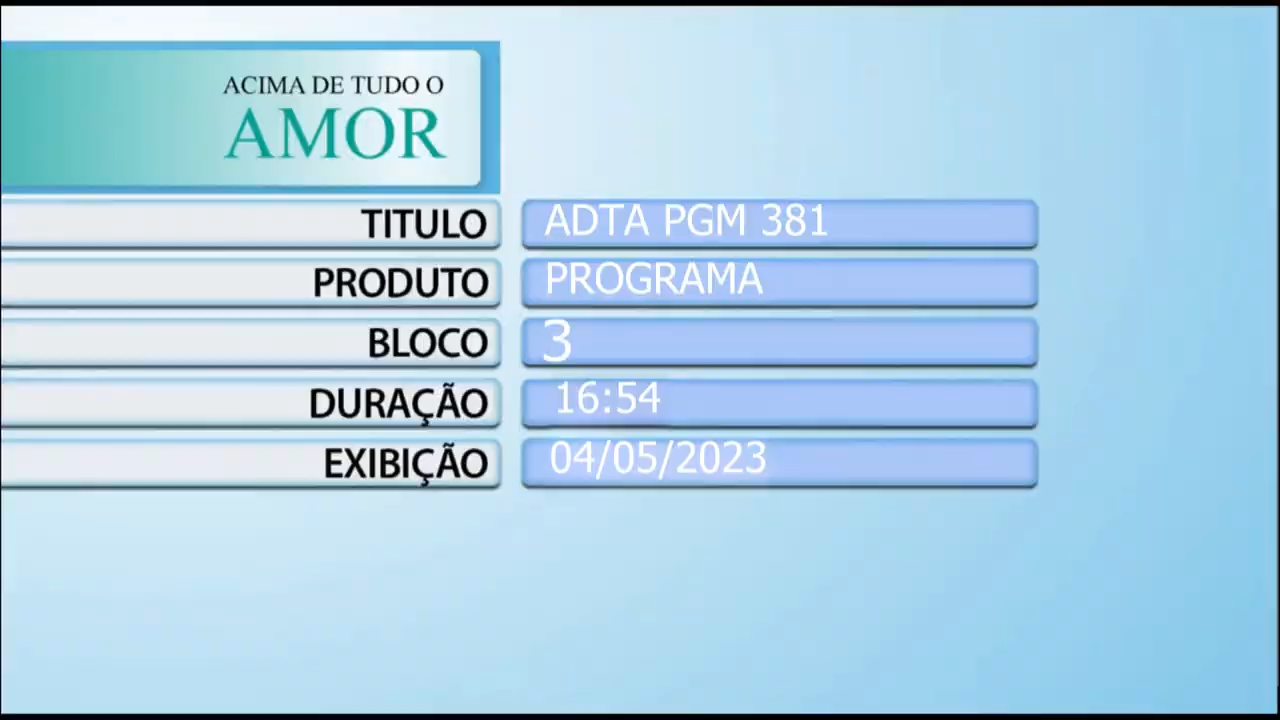 ACIMA DE TUDO O
AMOR
TITULO ADTA PGM 381
PRODUTO PROGRAMA
BLOCO 3
DURAÇÃO 16:54
EXIBIÇÃO 04/05/2023